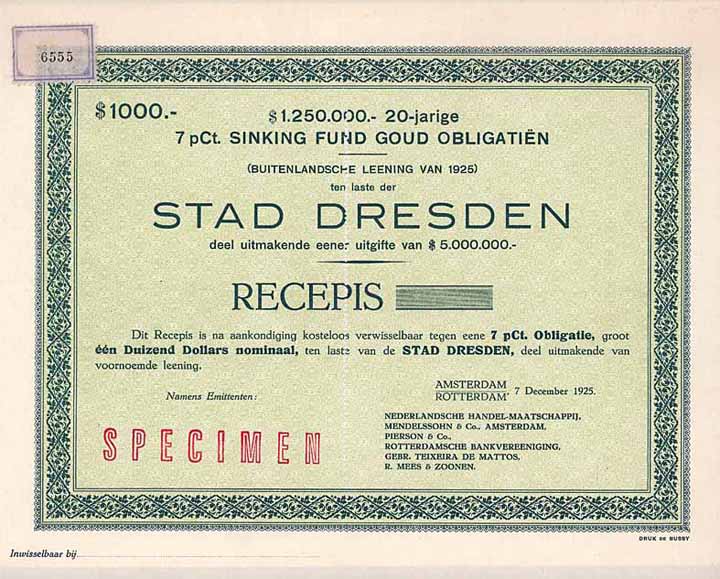 6555
$ 1000.-
$ 1.250.000.- 20-jarige
7 pCt. SINKING FUND GOUD OBLIGATIËN
(BUITENLANDSCHE LEENING VAN 1925)
ten laste der
STAD DRESDEN
deel uitmakende eener uitgifte van $ 5.000.000.-
RECEPIS
Dit Recepis is na aankondiging kosteloos verwisselbaar tegen eene 7 pCt. Obligatie, groot
één Duizend Dollars nominaal, ten laste van de STAD DRESDEN, deel uitmakende van
voornoemde leening.
Namens Emittenten:
AMSTERDAM
ROTTERDAM, 7 December 1925.
NEDERLANDSCHE HANDEL-MAATSCHAPPIJ,
MENDELSSOHN & Co., AMSTERDAM.
PIERSON & Co.,
ROTTERDAMSCHE BANKVEREENIGING,
GEBR. TEIXEIRA DE MATTOS,
R. MEES & ZOONEN.
SPECIMEN
DRUK DE BUSSY
Inwisselbaar bij